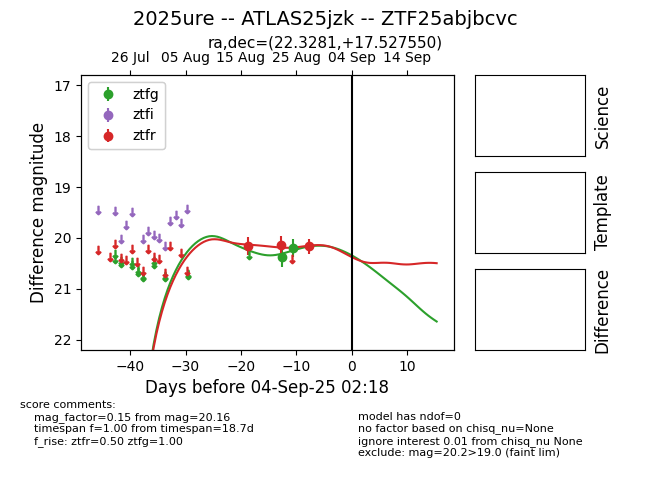 2025ure -- ATLAS25jzk -- ZTF25abjbcvc
ra,dec=(22.3281,+17.527550)
26 Jul 05 Aug 15 Aug 25 Aug 04 Sep 14 Sep
17
18
19
20
21
22
Difference magnitude
ztfg
ztfi
ztfr
−40 −30 −20 −10 0 10
Days before 04-Sep-25 02:18
Science
Template
Difference
score comments:
mag_factor=0.15 from mag=20.16
timespan f=1.00 from timespan=18.7d
f_rise: ztfr=0.50 ztfg=1.00
model has ndof=0
no factor based on chisq_nu=None
ignore interest 0.01 from chisq_nu None
exclude: mag=20.2>19.0 (faint lim)